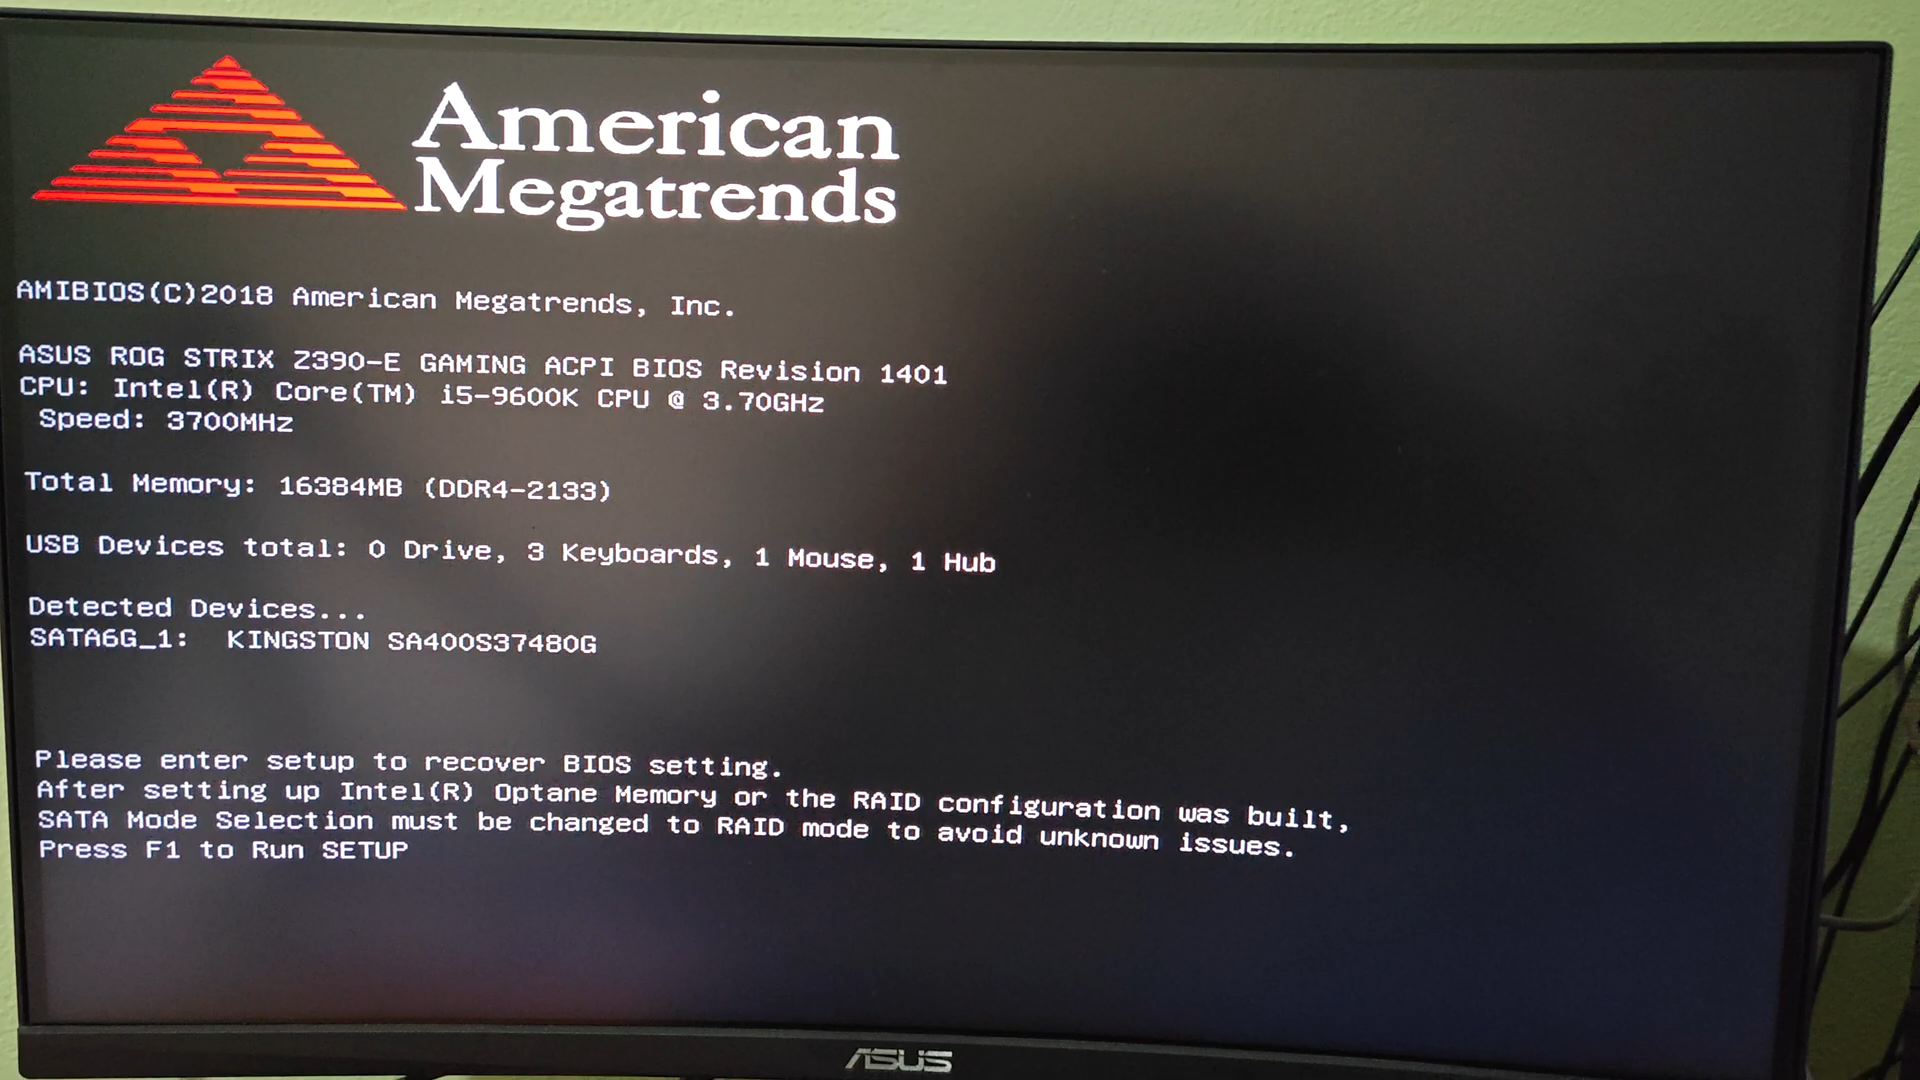 American
Megatrends
AMIBIOS(C)2018 American Megatrends, Inc.
ASUS ROG STRIX Z390-E GAMING ACPI BIOS Revision 1401
CPU: Intel(R) Core(TM) i5-9600K CPU @ 3.70GHz
Speed: 3700MHz
Total Memory: 16384MB (DDR4-2133)
USB Devices total: 0 Drive, 3 Keyboards, 1 Mouse, 1 Hub
Detected Devices...
SATA6G_1: KINGSTON SA400S37480G
Please enter setup to recover BIOS setting.
After setting up Intel(R) Optane Memory or the RAID configuration was built,
SATA Mode Selection must be changed to RAID mode to avoid unknown issues.
Press F1 to Run SETUP
ASUS